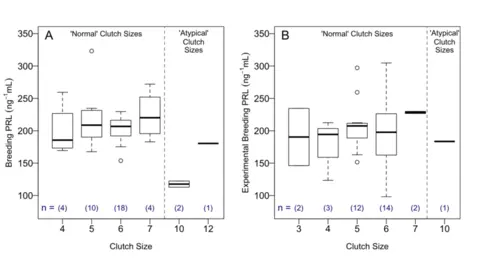 A
'Normal' Clutch Sizes
'Atypical'
Clutch
Sizes
Breeding PRL (ng⁻¹mL)
350
300
250
200
150
100
n = (4) (10) (18) (4) (2) (1)
4 5 6 7 10 12
Clutch Size
B
'Normal' Clutch Sizes
'Atypical'
Clutch
Sizes
Experimental Breeding PRL (ng⁻¹mL)
350
300
250
200
150
100
n = (2) (3) (12) (14) (2) (1)
3 4 5 6 7 10
Clutch Size